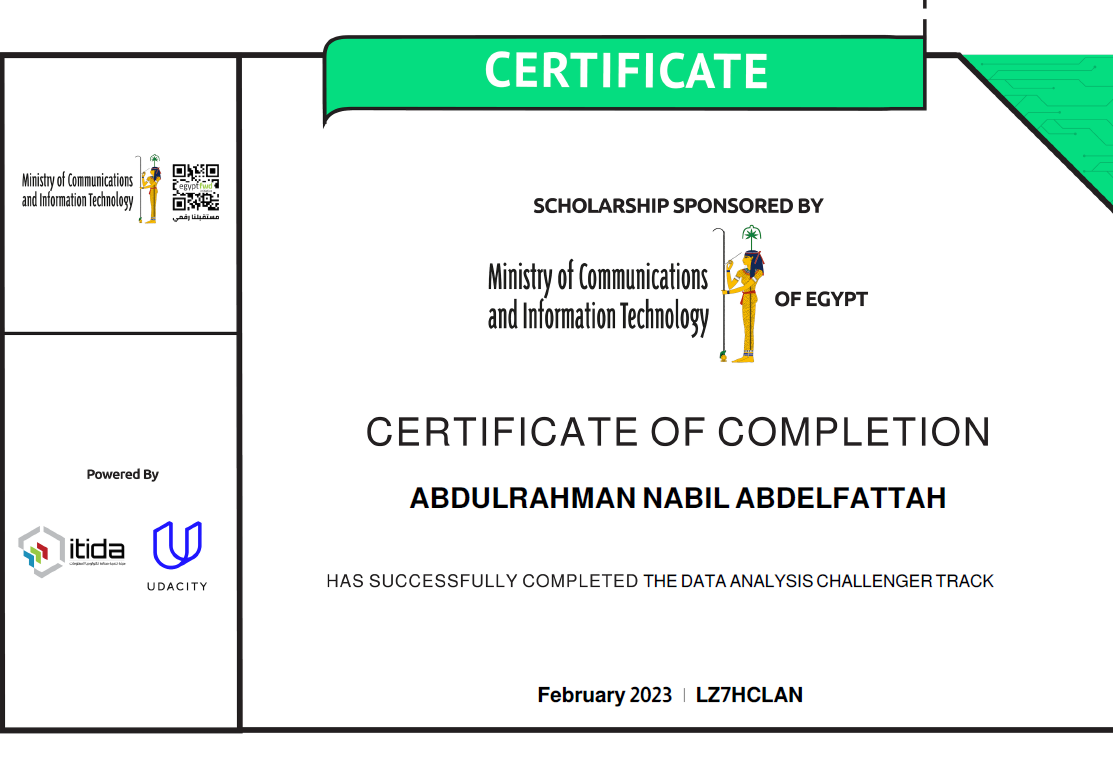 CERTIFICATE
Ministry of Communications
and Information Technology
egyptfwd
مستقبلنا رقمي
SCHOLARSHIP SPONSORED BY
Ministry of Communications
and Information Technology
OF EGYPT
CERTIFICATE OF COMPLETION
ABDULRAHMAN NABIL ABDELFATTAH
HAS SUCCESSFULLY COMPLETED THE DATA ANALYSIS CHALLENGER TRACK
Powered By
itida
UDACITY
February 2023 | LZ7HCLAN